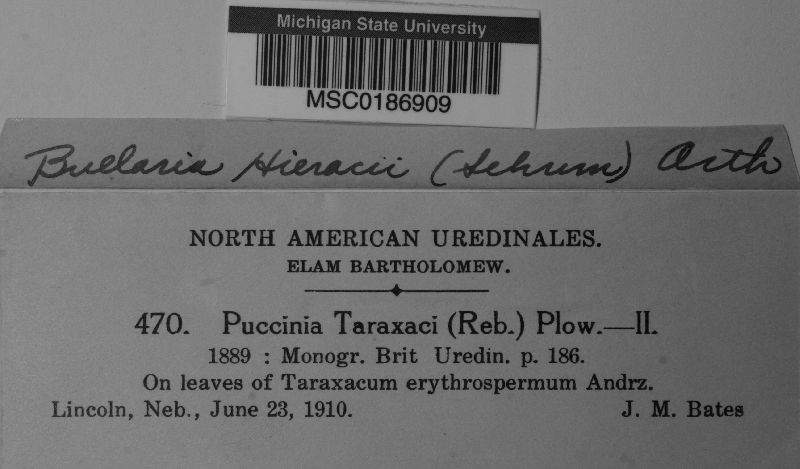 Michigan State University
MSC0186909
Bullaria Hieracii (Schum) Arth
NORTH AMERICAN UREDINALES.
ELAM BARTHOLOMEW.
470. Puccinia Taraxaci (Reb.) Plow.—II.
1889 : Monogr. Brit Uredin. p. 186.
On leaves of Taraxacum erythrospermum Andrz.
Lincoln, Neb., June 23, 1910. J. M. Bates